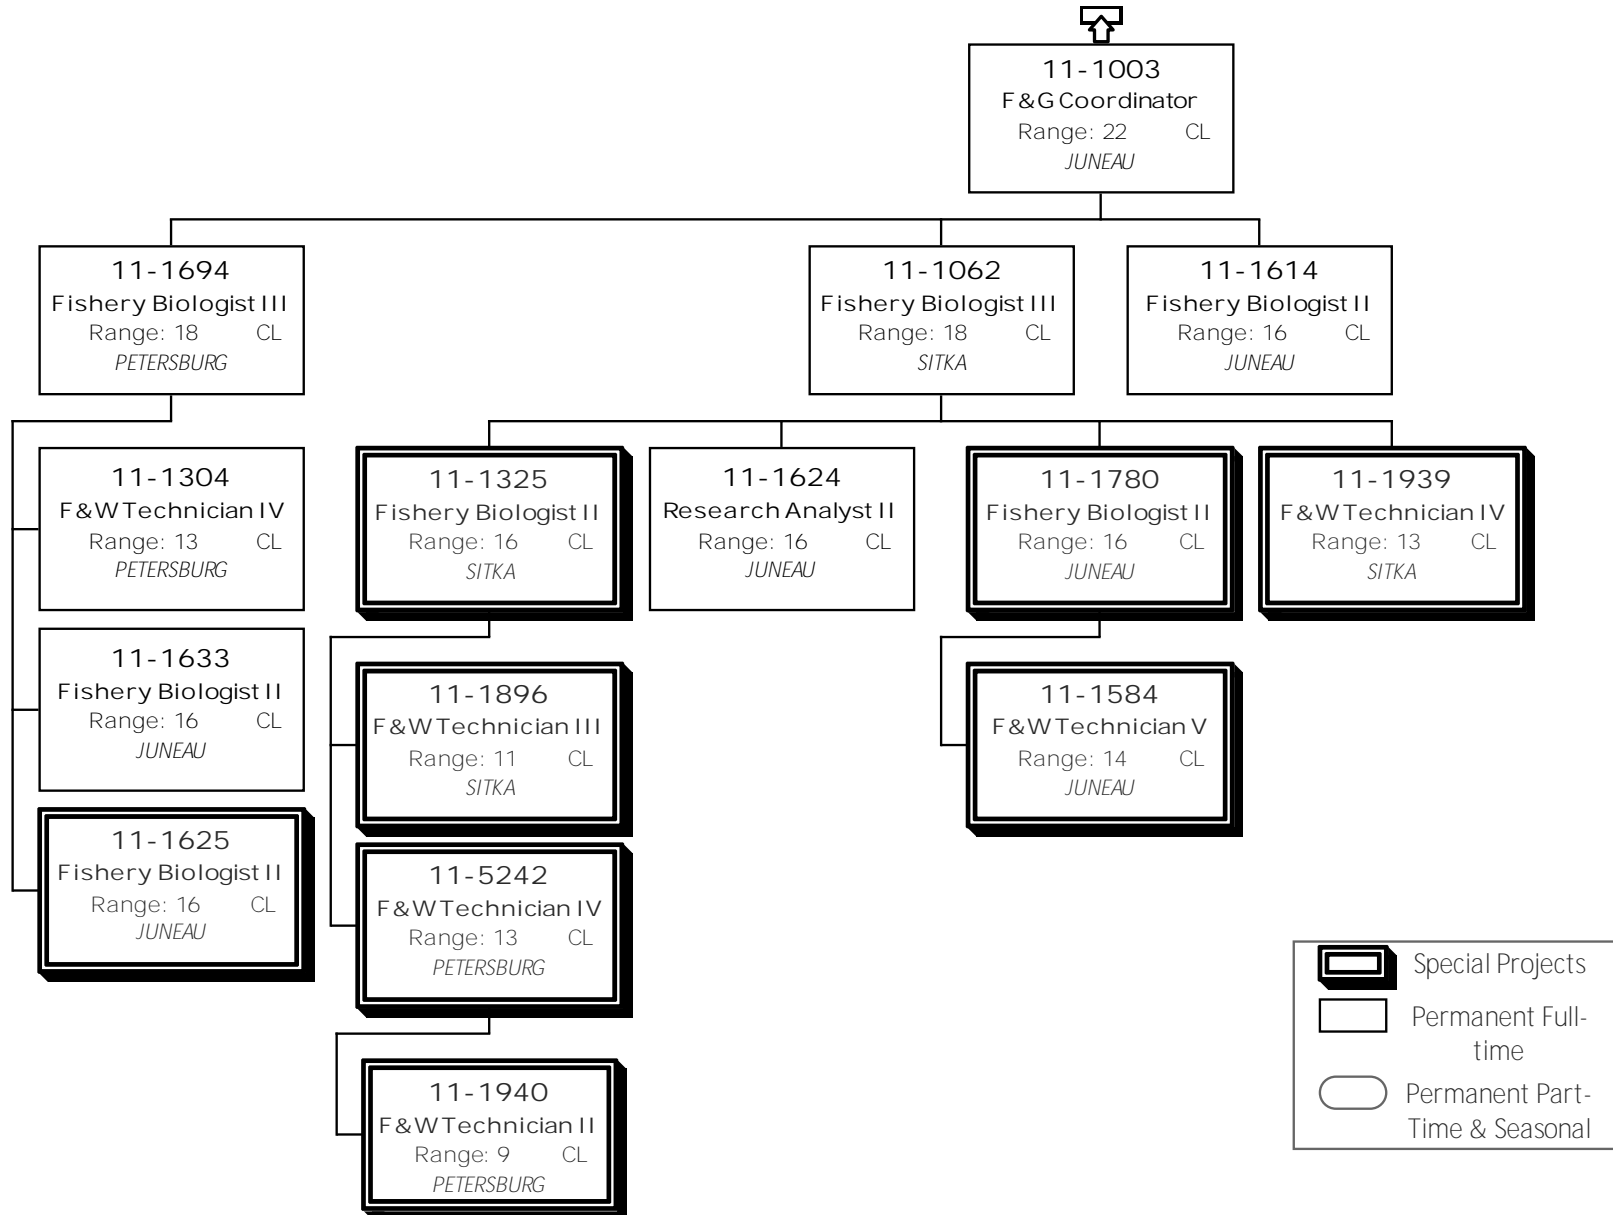 11-1003
F&G Coordinator
Range: 22 CL
JUNEAU
11-1694
Fishery Biologist III
Range: 18 CL
PETERSBURG
11-1062
Fishery Biologist III
Range: 18 CL
SITKA
11-1614
Fishery Biologist II
Range: 16 CL
JUNEAU
11-1304
F&W Technician IV
Range: 13 CL
PETERSBURG
11-1325
Fishery Biologist II
Range: 16 CL
SITKA
11-1624
Research Analyst II
Range: 16 CL
JUNEAU
11-1780
Fishery Biologist II
Range: 16 CL
JUNEAU
11-1939
F&W Technician IV
Range: 13 CL
SITKA
11-1633
Fishery Biologist II
Range: 16 CL
JUNEAU
11-1896
F&W Technician III
Range: 11 CL
SITKA
11-1584
F&W Technician V
Range: 14 CL
JUNEAU
11-1625
Fishery Biologist II
Range: 16 CL
JUNEAU
11-5242
F&W Technician IV
Range: 13 CL
PETERSBURG
11-1940
F&W Technician II
Range: 9 CL
PETERSBURG
Special Projects
Permanent Full-
time
Permanent Part-
Time & Seasonal